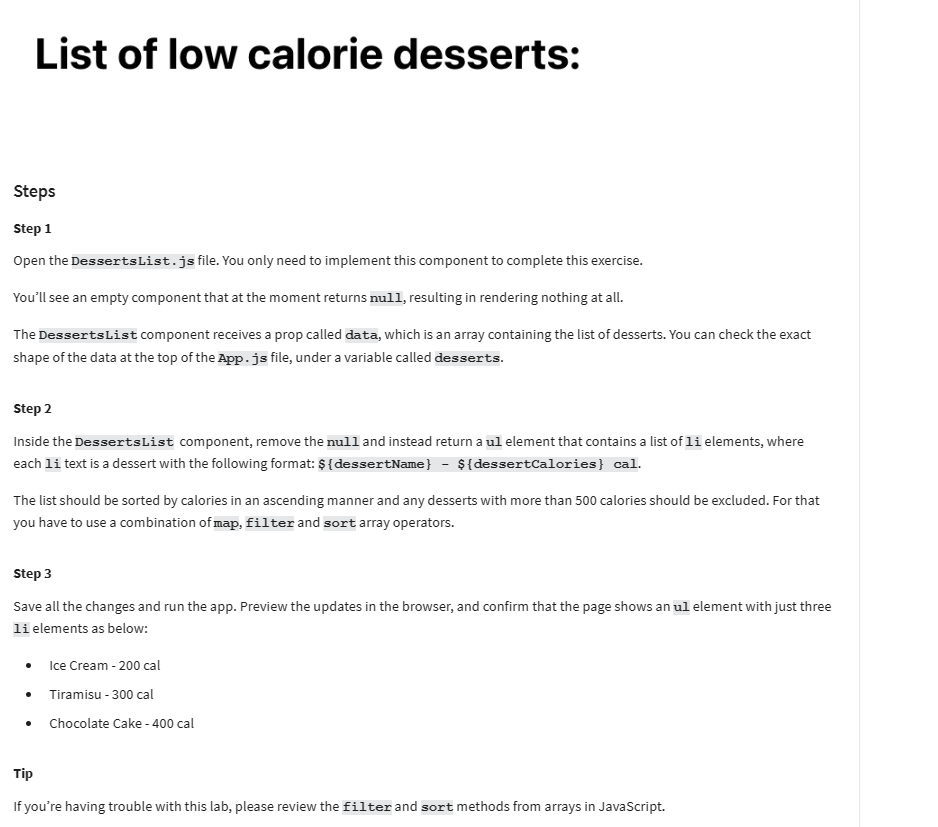 List of low calorie desserts:
Steps
Step 1
Open the DessertsList.js file. You only need to implement this component to complete this exercise.
You’ll see an empty component that at the moment returns null, resulting in rendering nothing at all.
The DessertsList component receives a prop called data, which is an array containing the list of desserts. You can check the exact
shape of the data at the top of the App.js file, under a variable called desserts.
Step 2
Inside the DessertsList component, remove the null and instead return a ul element that contains a list of li elements, where
each li text is a dessert with the following format: ${dessertName} - ${dessertCalories} cal.
The list should be sorted by calories in an ascending manner and any desserts with more than 500 calories should be excluded. For that
you have to use a combination of map, filter and sort array operators.
Step 3
Save all the changes and run the app. Preview the updates in the browser, and confirm that the page shows an ul element with just three
li elements as below:
• Ice Cream - 200 cal
• Tiramisu - 300 cal
• Chocolate Cake - 400 cal
Tip
If you’re having trouble with this lab, please review the filter and sort methods from arrays in JavaScript.